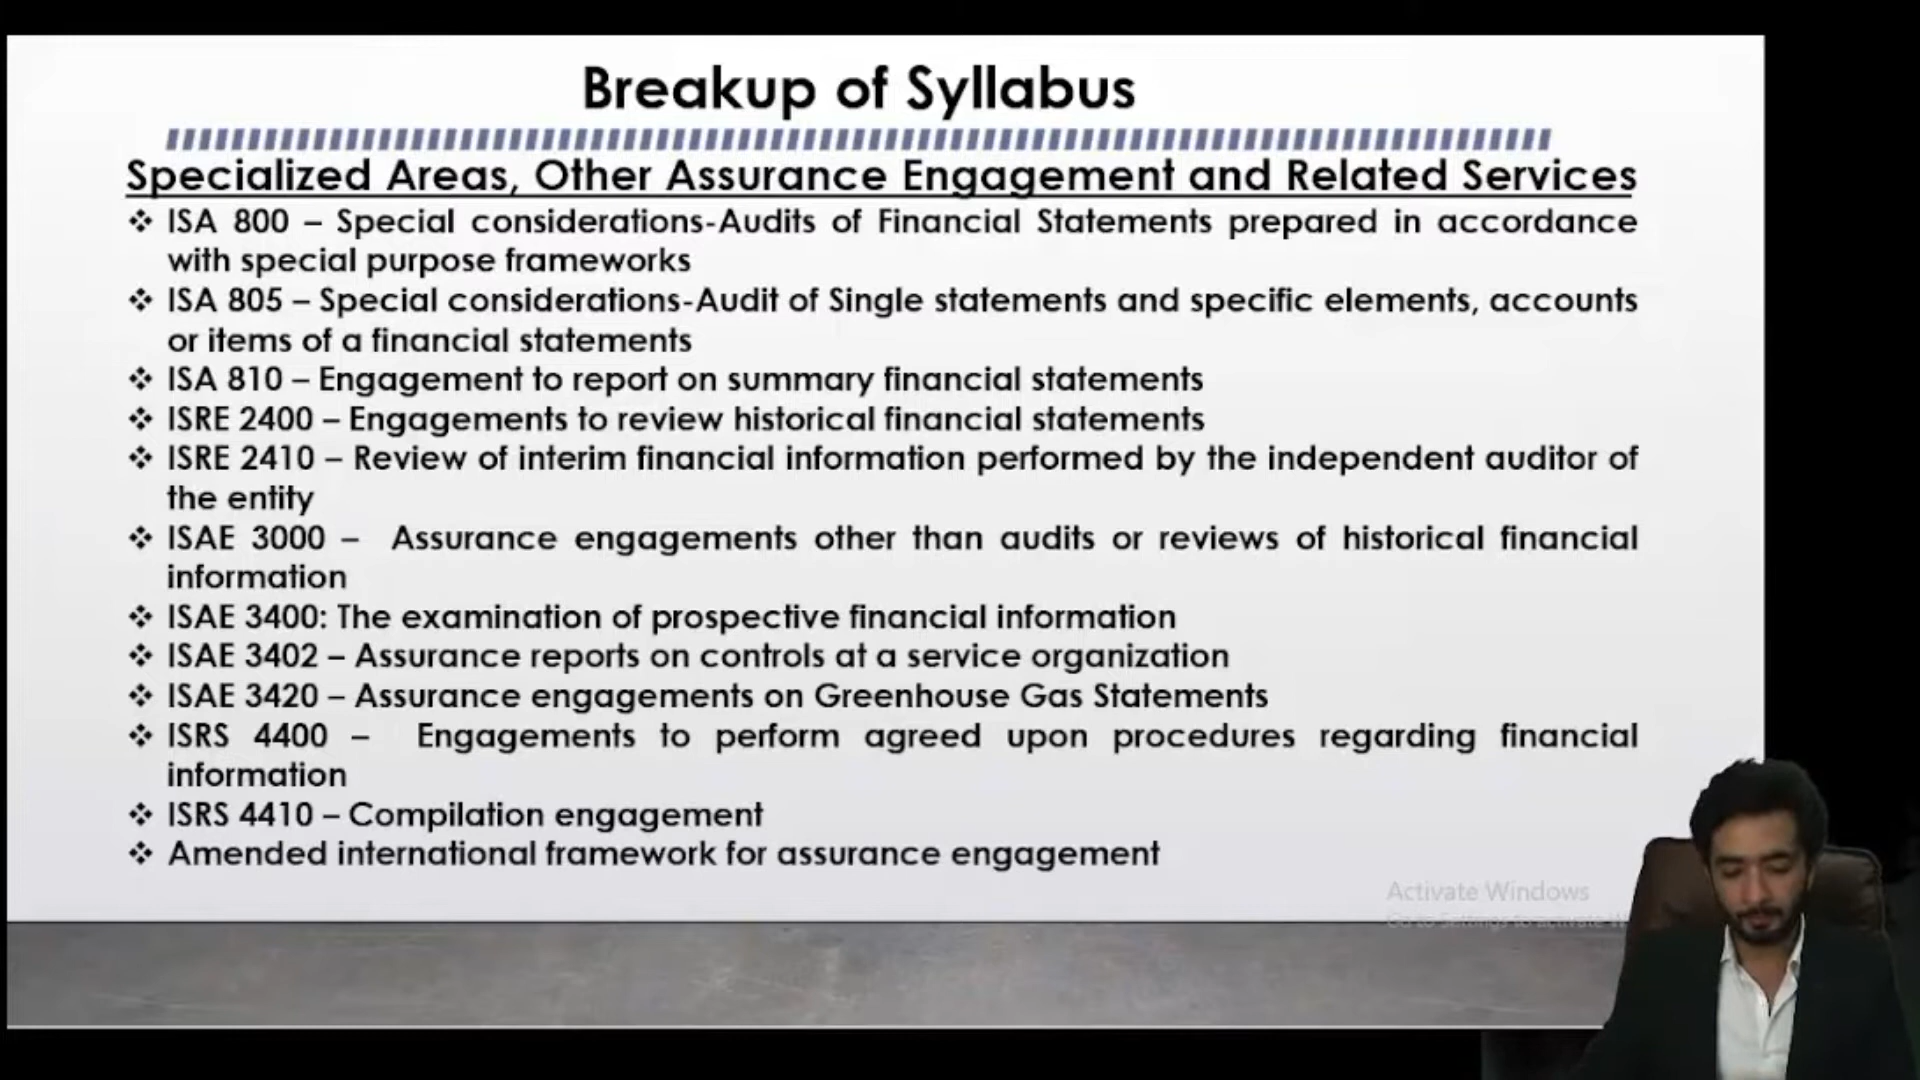 Breakup of Syllabus
Specialized Areas, Other Assurance Engagement and Related Services
❖ ISA 800 – Special considerations-Audits of Financial Statements prepared in accordance
with special purpose frameworks
❖ ISA 805 – Special considerations-Audit of Single statements and specific elements, accounts
or items of a financial statements
❖ ISA 810 – Engagement to report on summary financial statements
❖ ISRE 2400 – Engagements to review historical financial statements
❖ ISRE 2410 – Review of interim financial information performed by the independent auditor of
the entity
❖ ISAE 3000 – Assurance engagements other than audits or reviews of historical financial
information
❖ ISAE 3400: The examination of prospective financial information
❖ ISAE 3402 – Assurance reports on controls at a service organization
❖ ISAE 3420 – Assurance engagements on Greenhouse Gas Statements
❖ ISRS 4400 – Engagements to perform agreed upon procedures regarding financial
information
❖ ISRS 4410 – Compilation engagement
❖ Amended international framework for assurance engagement
Activate Windows
Go to Settings to activate